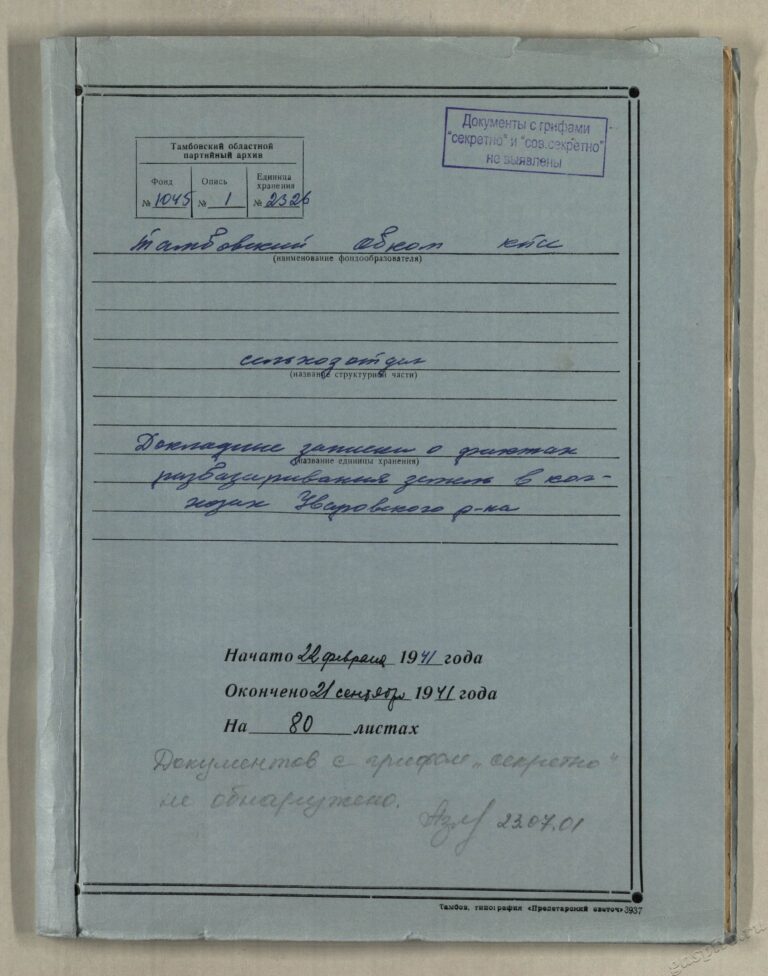 Документы с грифами
"секретно" и "сов.секретно"
не выявлены
Тамбовский областной
партийный архив
Фонд
№ 1045
Опись
№ 1
Единица
хранения
№ 2326
Тамбовский обком кпсс
(наименование фондообразователя)
сельхозотдел
(название структурной части)
Докладные записки о фактах
(название единицы хранения)
разбазаривания земель в кол-
хозах Уваровского р-на
Начато 22 февраля 1941 года
Окончено 21 сентября 1941 года
На 80 листах
Документов с грифом „секретно"
не обнаружено.
23.07.01
Тамбов, типография «Пролетарский светоч» 3937